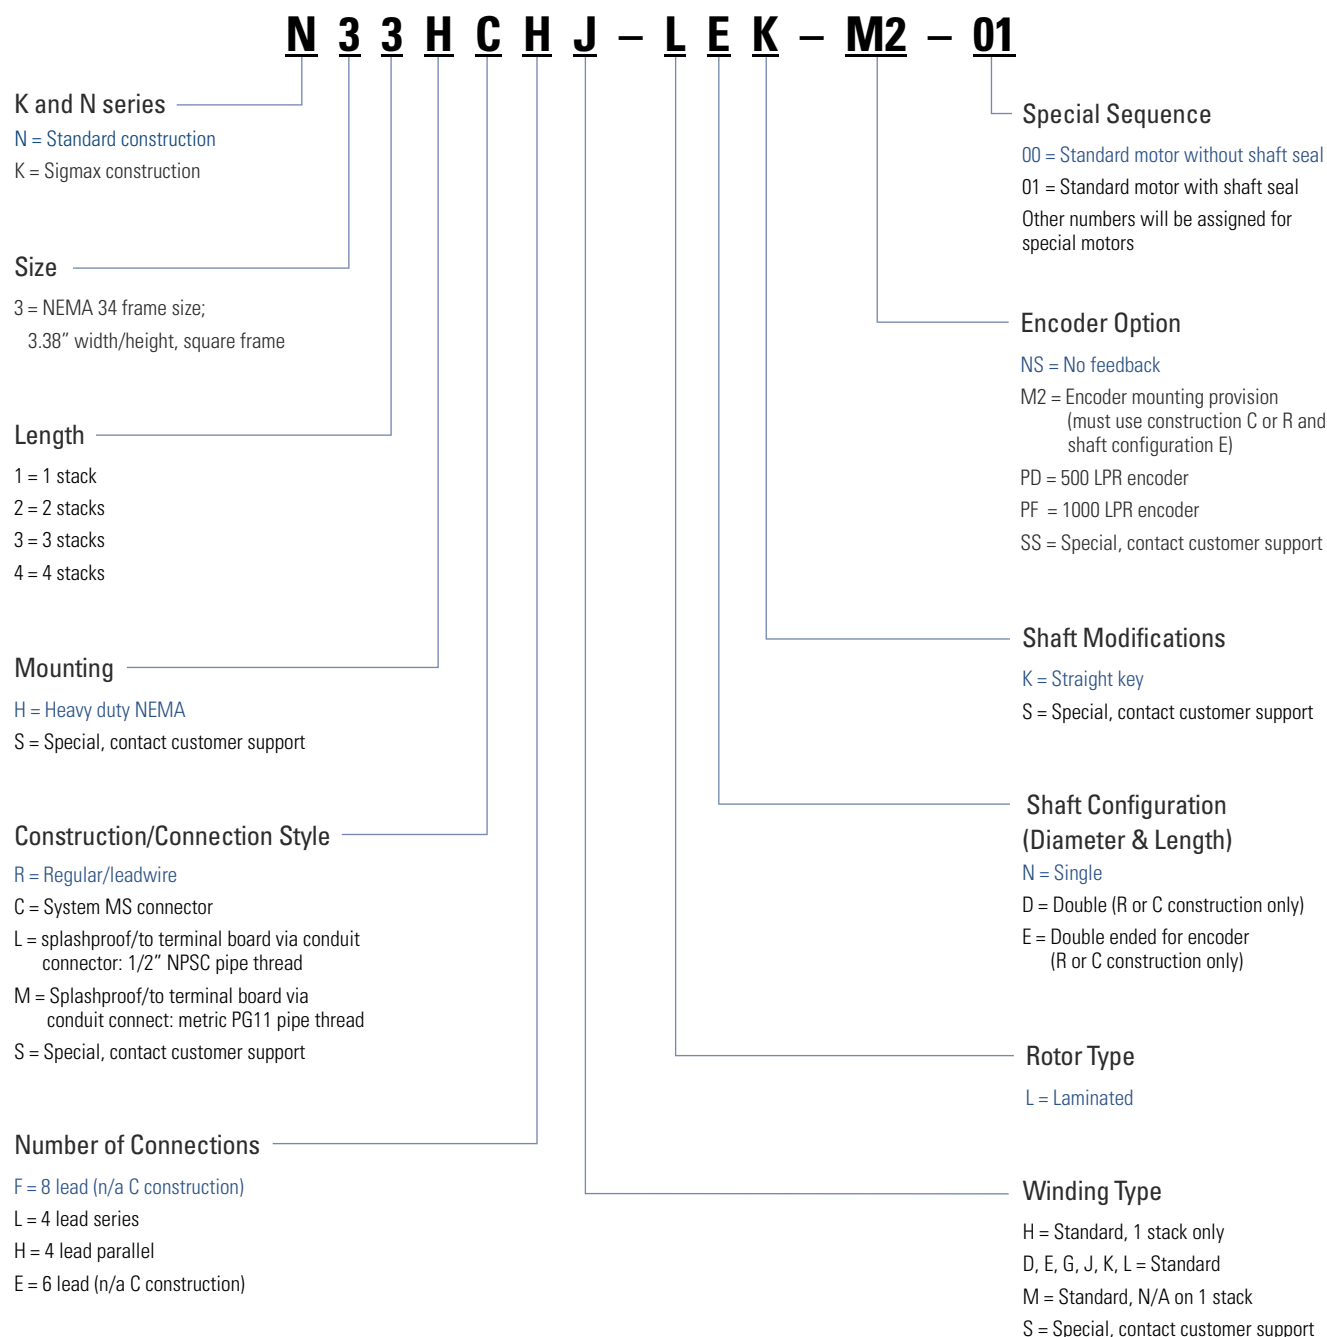 N 3 3 H C H J – L E K – M2 – 01
K and N series
N = Standard construction
K = Sigmax construction
Size
3 = NEMA 34 frame size;
3.38” width/height, square frame
Length
1 = 1 stack
2 = 2 stacks
3 = 3 stacks
4 = 4 stacks
Mounting
H = Heavy duty NEMA
S = Special, contact customer support
Construction/Connection Style
R = Regular/leadwire
C = System MS connector
L = splashproof/to terminal board via conduit
connector: 1/2” NPSC pipe thread
M = Splashproof/to terminal board via
conduit connect: metric PG11 pipe thread
S = Special, contact customer support
Number of Connections
F = 8 lead (n/a C construction)
L = 4 lead series
H = 4 lead parallel
E = 6 lead (n/a C construction)
Special Sequence
00 = Standard motor without shaft seal
01 = Standard motor with shaft seal
Other numbers will be assigned for
special motors
Encoder Option
NS = No feedback
M2 = Encoder mounting provision
(must use construction C or R and
shaft configuration E)
PD = 500 LPR encoder
PF = 1000 LPR encoder
SS = Special, contact customer support
Shaft Modifications
K = Straight key
S = Special, contact customer support
Shaft Configuration
(Diameter & Length)
N = Single
D = Double (R or C construction only)
E = Double ended for encoder
(R or C construction only)
Rotor Type
L = Laminated
Winding Type
H = Standard, 1 stack only
D, E, G, J, K, L = Standard
M = Standard, N/A on 1 stack
S = Special, contact customer support